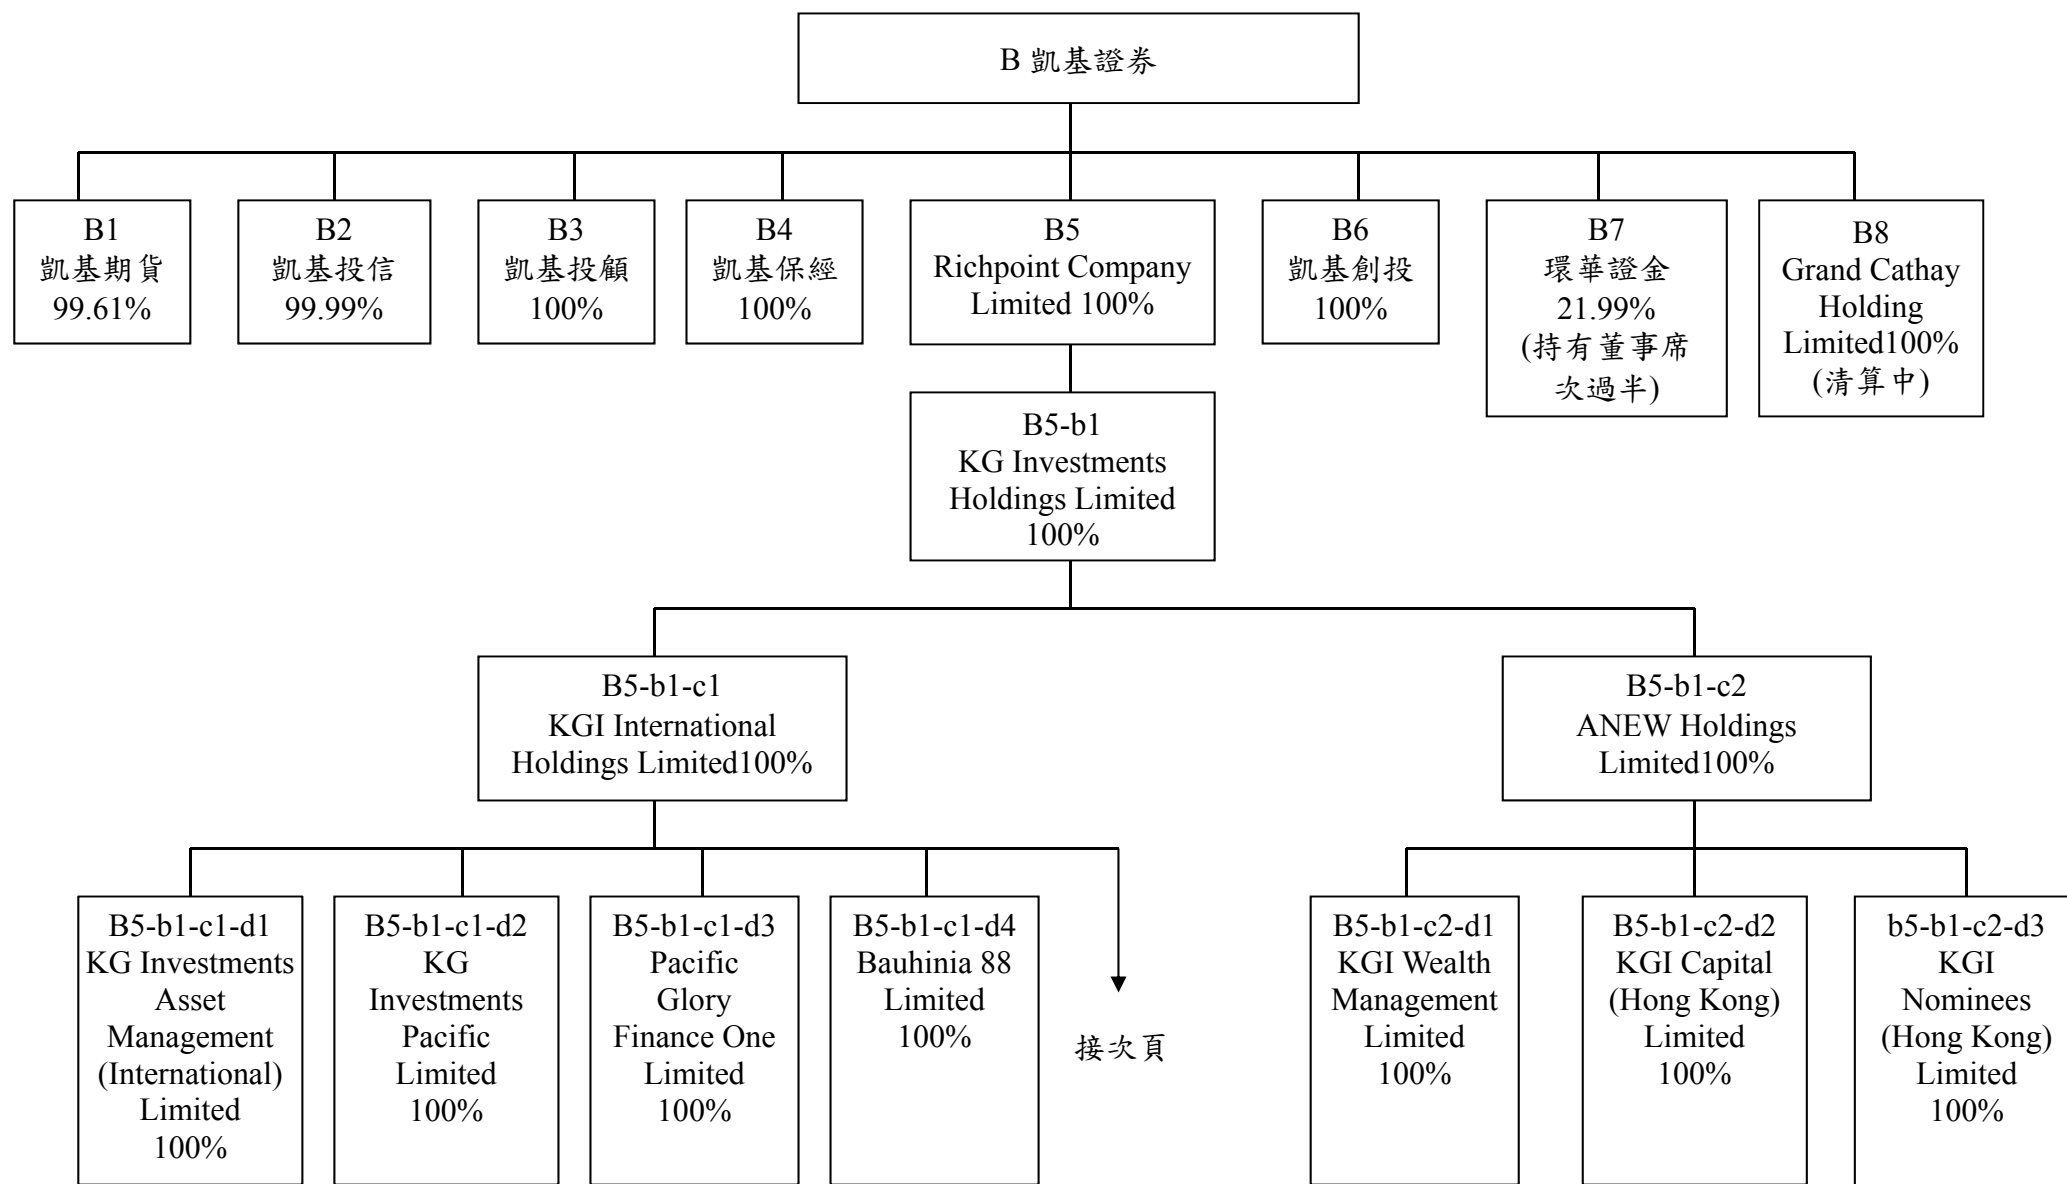 B 凱基證券
B1
凱基期貨
99.61%
B2
凱基投信
99.99%
B3
凱基投顧
100%
B4
凱基保經
100%
B5
Richpoint Company
Limited 100%
B6
凱基創投
100%
B7
環華證金
21.99%
(持有董事席
次過半)
B8
Grand Cathay
Holding
Limited100%
(清算中)
B5-b1
KG Investments
Holdings Limited
100%
B5-b1-c1
KGI International
Holdings Limited100%
B5-b1-c2
ANEW Holdings
Limited100%
B5-b1-c1-d1
KG Investments
Asset
Management
(International)
Limited
100%
B5-b1-c1-d2
KG
Investments
Pacific
Limited
100%
B5-b1-c1-d3
Pacific
Glory
Finance One
Limited
100%
B5-b1-c1-d4
Bauhinia 88
Limited
100%
接次頁
B5-b1-c2-d1
KGI Wealth
Management
Limited
100%
B5-b1-c2-d2
KGI Capital
(Hong Kong)
Limited
100%
b5-b1-c2-d3
KGI
Nominees
(Hong Kong)
Limited
100%